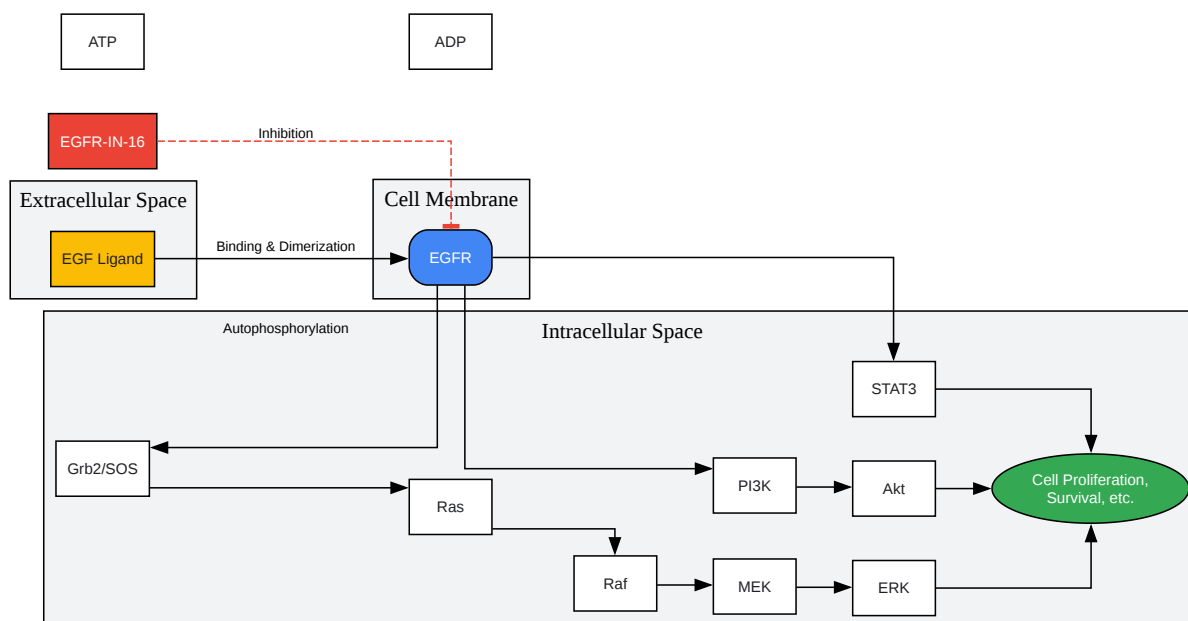 ATP
ADP
EGFR-IN-16
Inhibition
Extracellular Space
Cell Membrane
EGF Ligand
Binding & Dimerization
EGFR
Autophosphorylation
Intracellular Space
STAT3
Grb2/SOS
Ras
PI3K
Akt
Cell Proliferation,
Survival, etc.
Raf
MEK
ERK